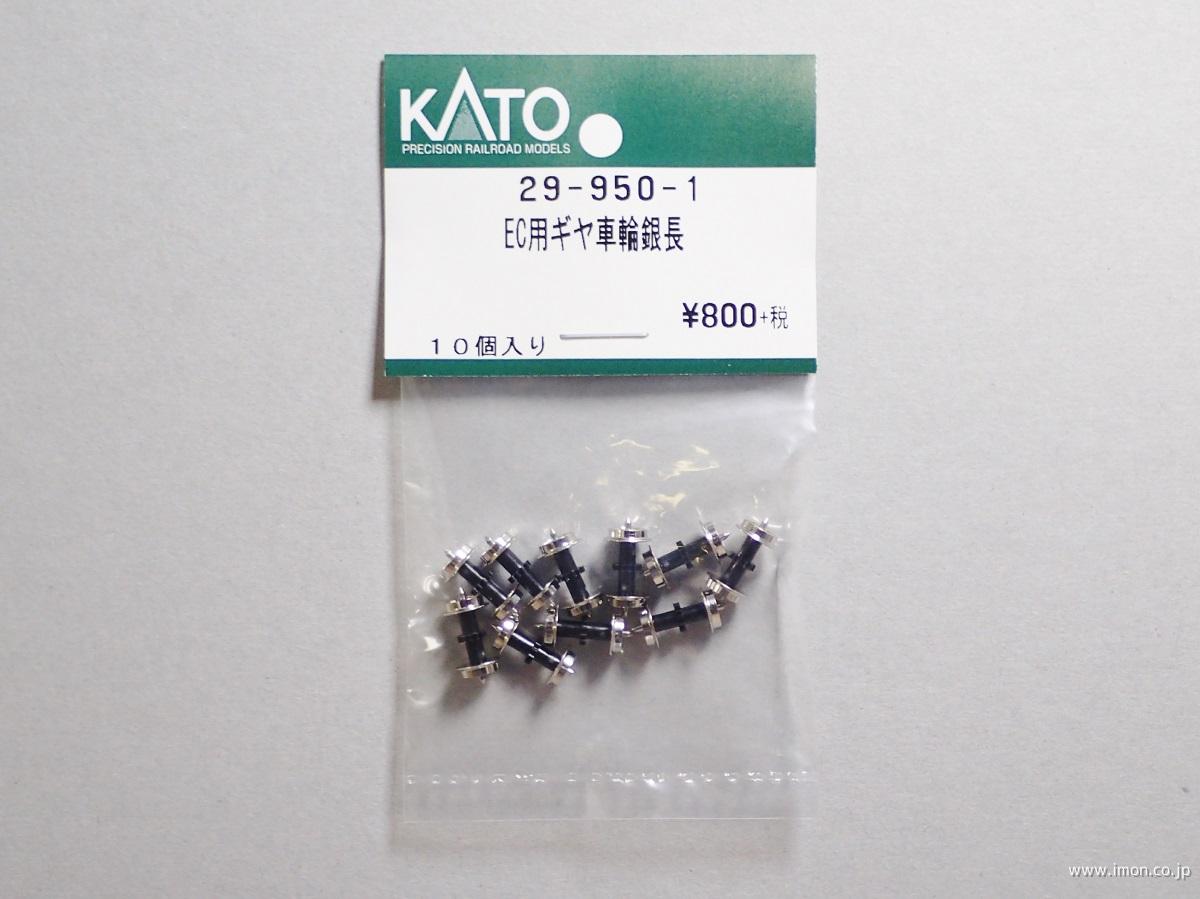 KATO
PRECISION RAILROAD MODELS
29-950-1
EC用ギヤ車輪銀長
¥800+税
10個入り
www.imon.co.jp